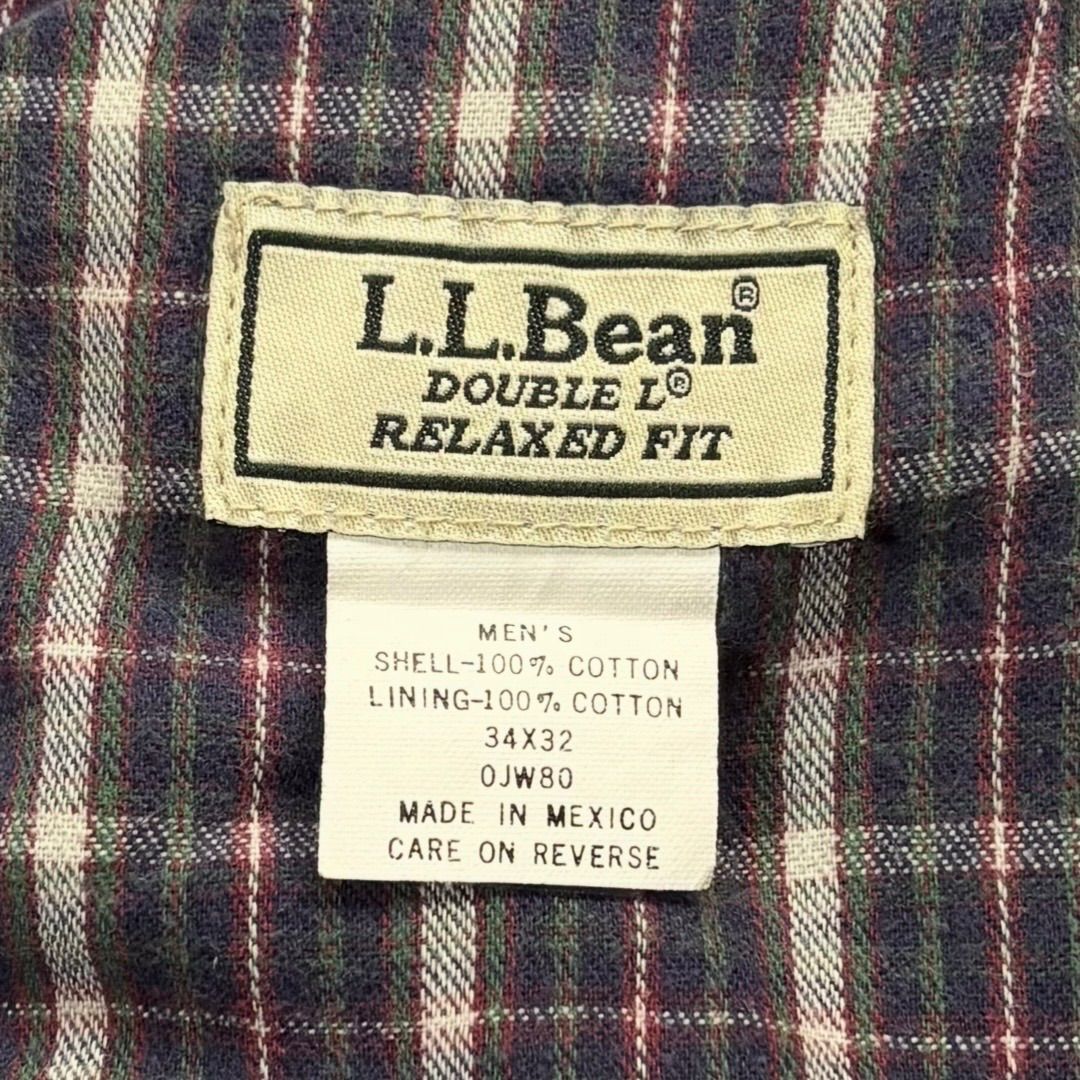 L.L.Bean®
DOUBLE L®
RELAXED FIT
MEN'S
SHELL-100% COTTON
LINING-100% COTTON
34X32
0JW80
MADE IN MEXICO
CARE ON REVERSE